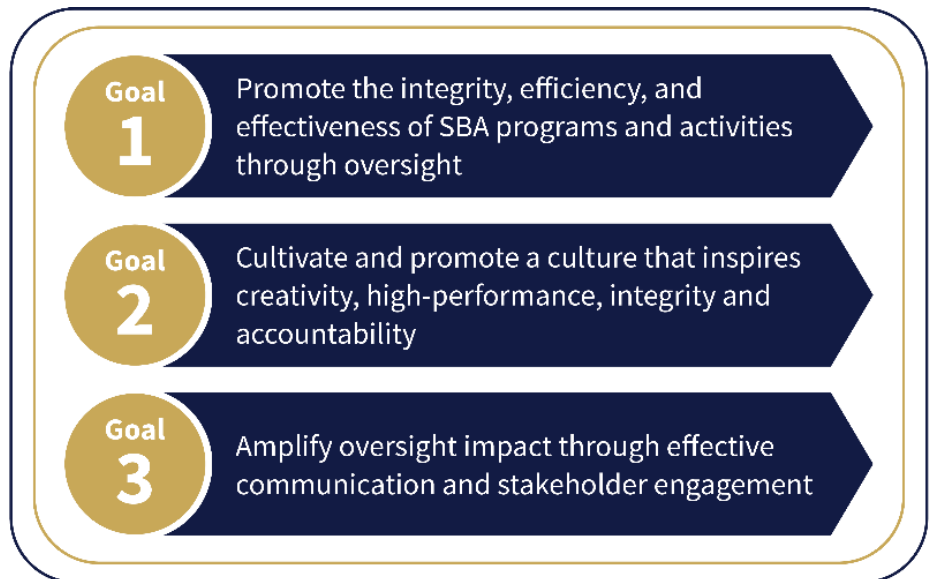 Goal
1
Promote the integrity, efficiency, and
effectiveness of SBA programs and activities
through oversight
Goal
2
Cultivate and promote a culture that inspires
creativity, high-performance, integrity and
accountability
Goal
3
Amplify oversight impact through effective
communication and stakeholder engagement